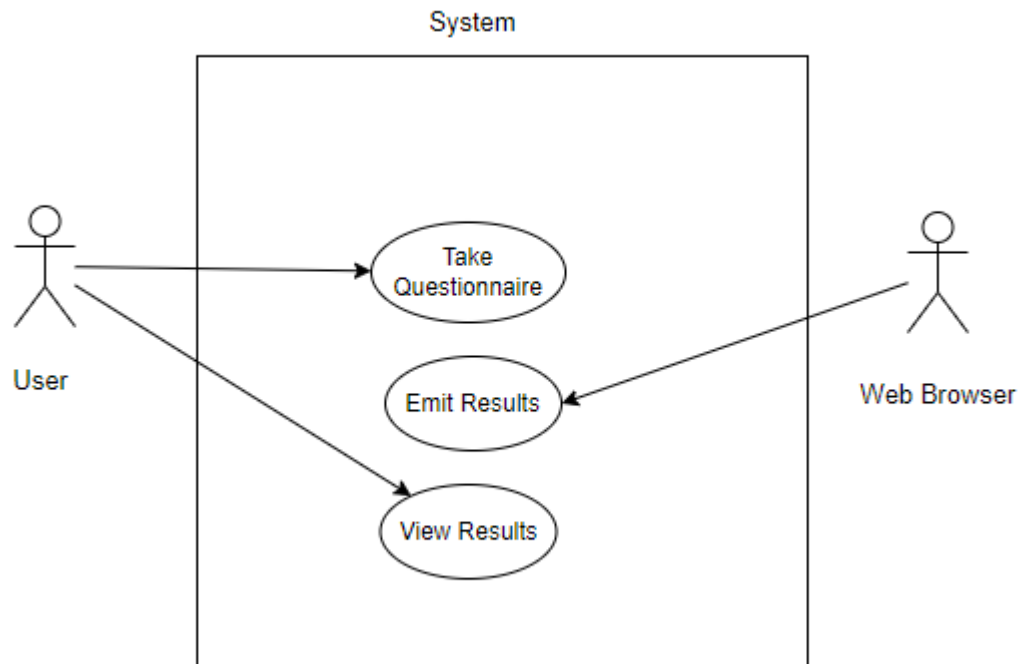 System
Take
Questionnaire
User
Emit Results
Web Browser
View Results